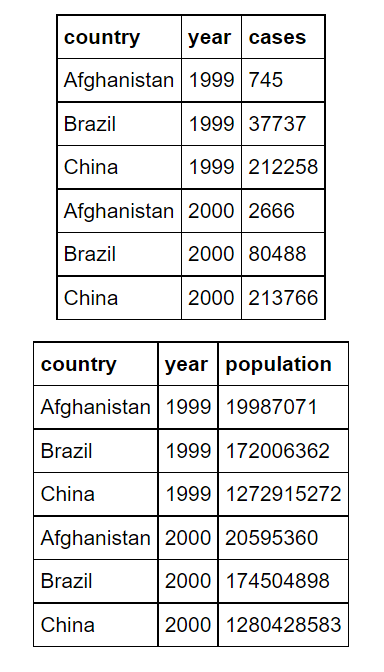 country year cases
Afghanistan 1999 745
Brazil 1999 37737
China 1999 212258
Afghanistan 2000 2666
Brazil 2000 80488
China 2000 213766
country year population
Afghanistan 1999 19987071
Brazil 1999 172006362
China 1999 1272915272
Afghanistan 2000 20595360
Brazil 2000 174504898
China 2000 1280428583